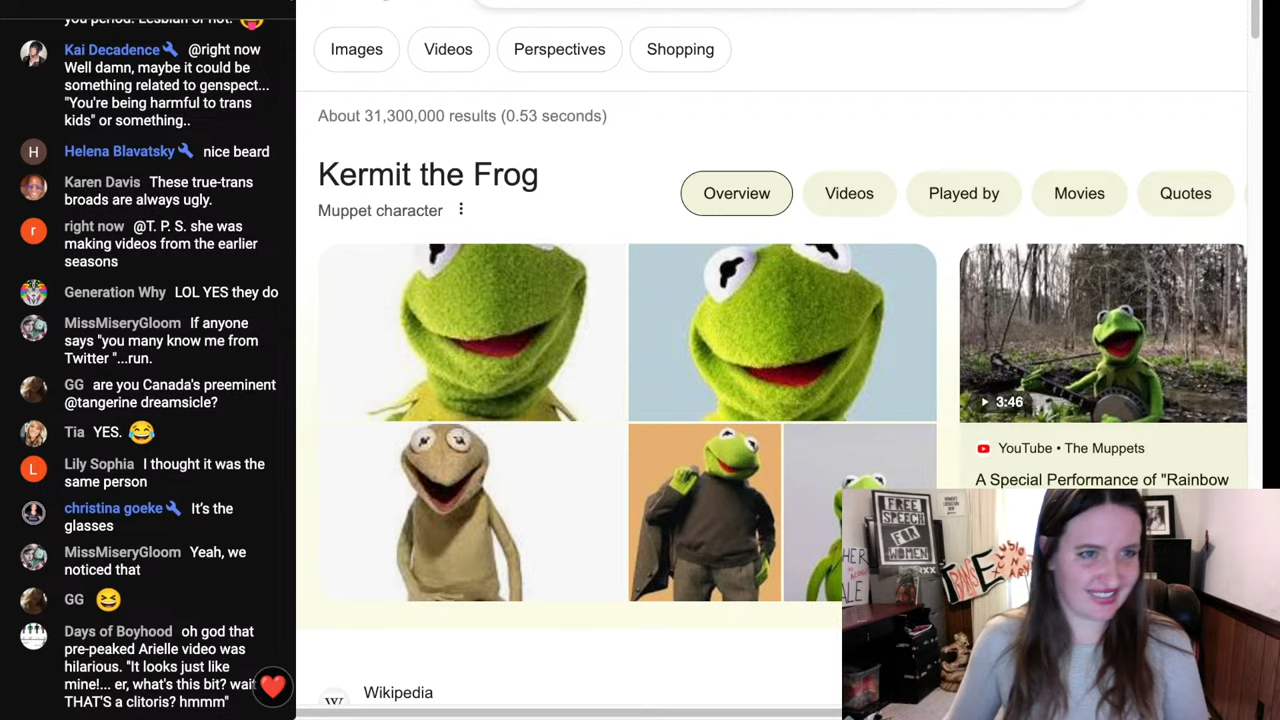 you period. Lesbian or not.
Kai Decadence @right now
Well damn, maybe it could be
something related to genspect...
"You're being harmful to trans
kids" or something..
Helena Blavatsky nice beard
Karen Davis These true-trans
broads are always ugly.
right now @T. P. S. she was
making videos from the earlier
seasons
Generation Why LOL YES they do
MissMiseryGloom If anyone
says "you many know me from
Twitter "...run.
GG are you Canada's preeminent
@tangerine dreamsicle?
Tia YES. 😂
Lily Sophia I thought it was the
same person
christina goeke It's the
glasses
MissMiseryGloom Yeah, we
noticed that
GG 😆
Days of Boyhood oh god that
pre-peaked Arielle video was
hilarious. "It looks just like
mine!... er, what's this bit? wait
THAT'S a clitoris? hmmm"
H
r
L
Images
Videos
Perspectives
Shopping
About 31,300,000 results (0.53 seconds)
Kermit the Frog
Muppet character
Overview
Videos
Played by
Movies
Quotes
3:46
YouTube • The Muppets
A Special Performance of "Rainbow
W
Wikipedia
FREE
SPEECH
FOR
WOMEN
XX